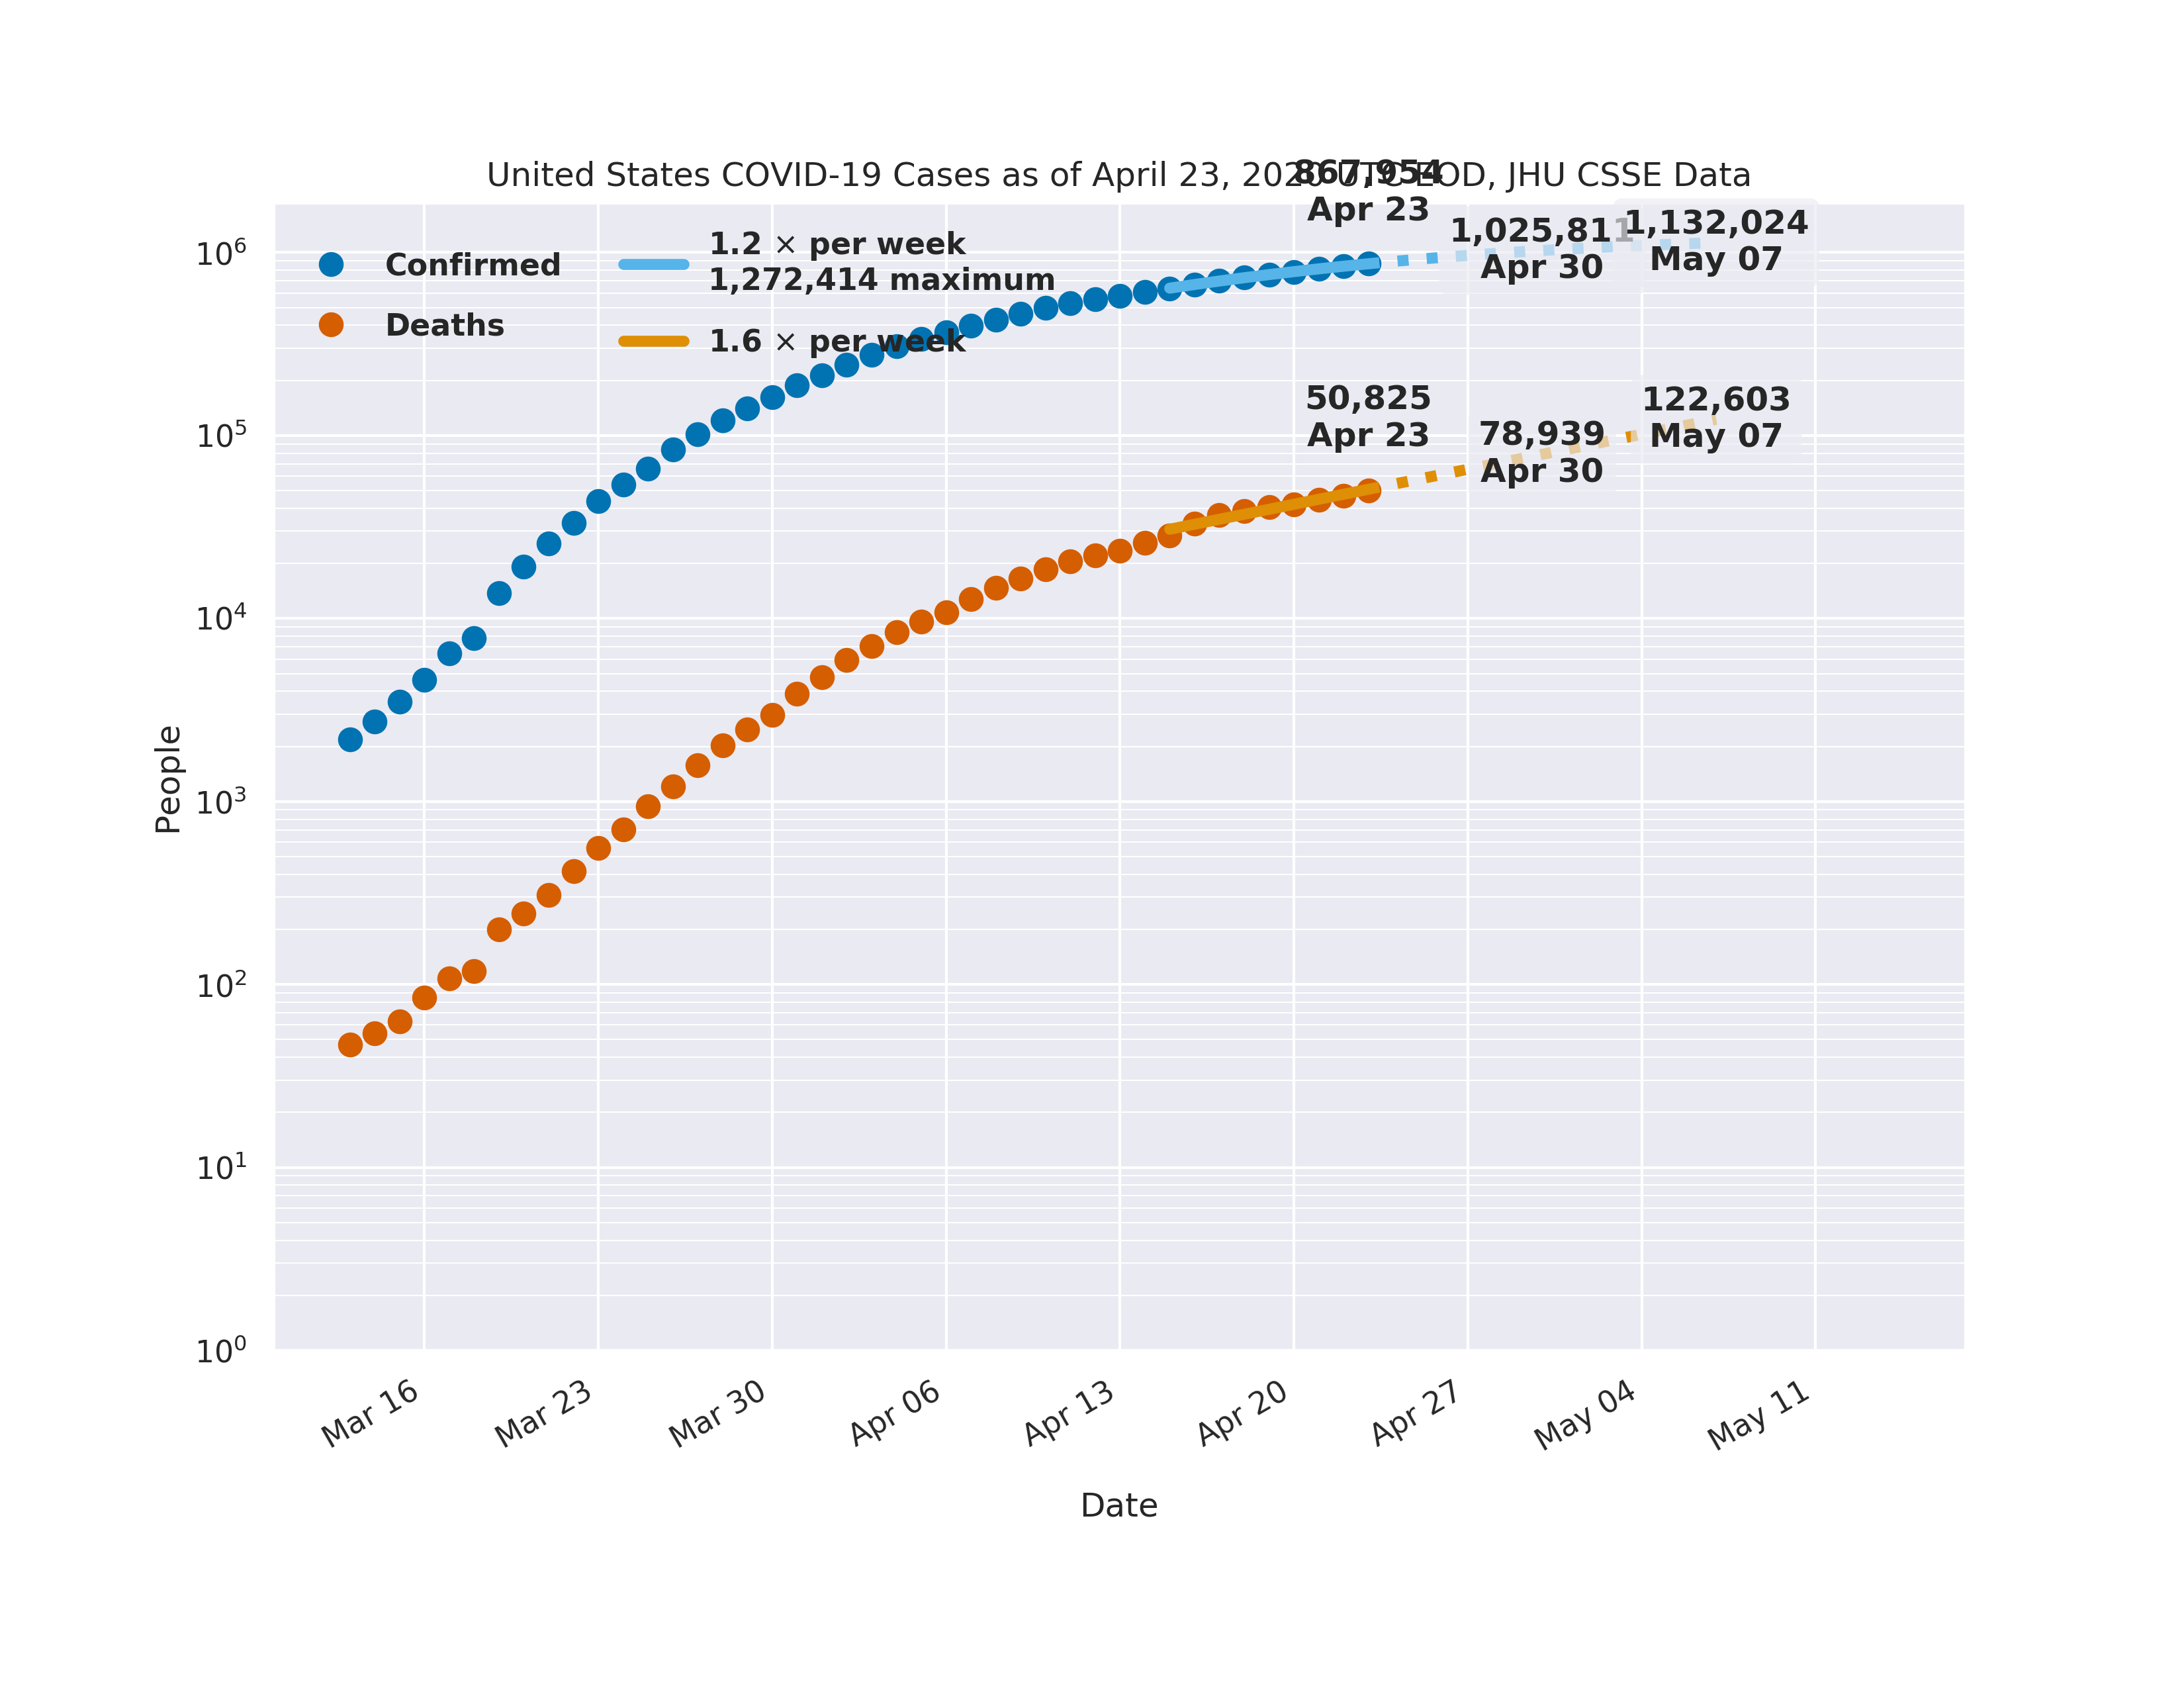 United States COVID-19 Cases as of April 23, 2020 UTC EOD, JHU CSSE Data
867,954
Apr 23
1,025,811
Apr 30
1,132,024
May 07
Confirmed
Deaths
1.2 × per week
1,272,414 maximum
1.6 × per week
50,825
Apr 23
78,939
Apr 30
122,603
May 07
People
10⁶
10⁵
10⁴
10³
10²
10¹
10⁰
Mar 16
Mar 23
Mar 30
Apr 06
Apr 13
Apr 20
Apr 27
May 04
May 11
Date